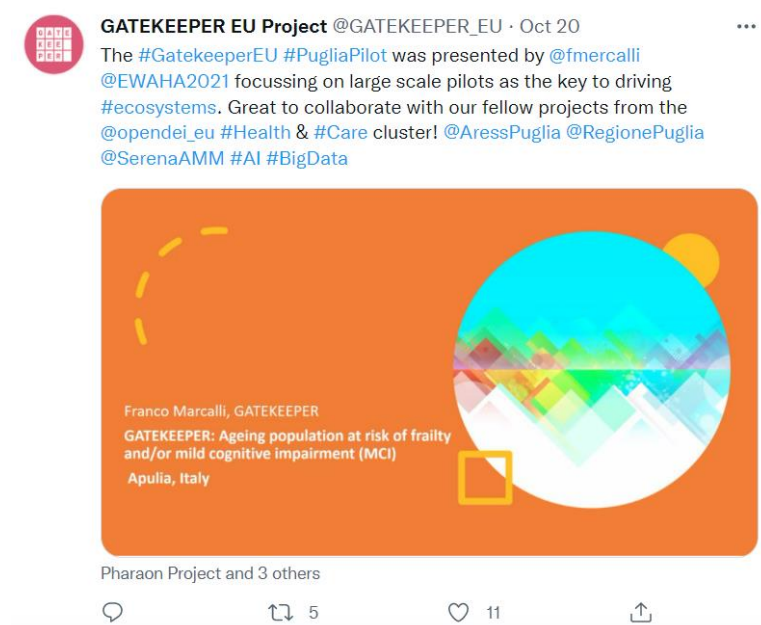 GATEKEEPER EU Project @GATEKEEPER_EU · Oct 20
GATE
KEE
PER
The #GatekeeperEU #PugliaPilot was presented by @fmercalli
@EWAHA2021 focussing on large scale pilots as the key to driving
#ecosystems. Great to collaborate with our fellow projects from the
@opendei_eu #Health & #Care cluster! @AressPuglia @RegionePuglia
@SerenaAMM #AI #BigData
Franco Marcalli, GATEKEEPER
GATEKEEPER: Ageing population at risk of frailty
and/or mild cognitive impairment (MCI)
Apulia, Italy
Pharaon Project and 3 others
5 11